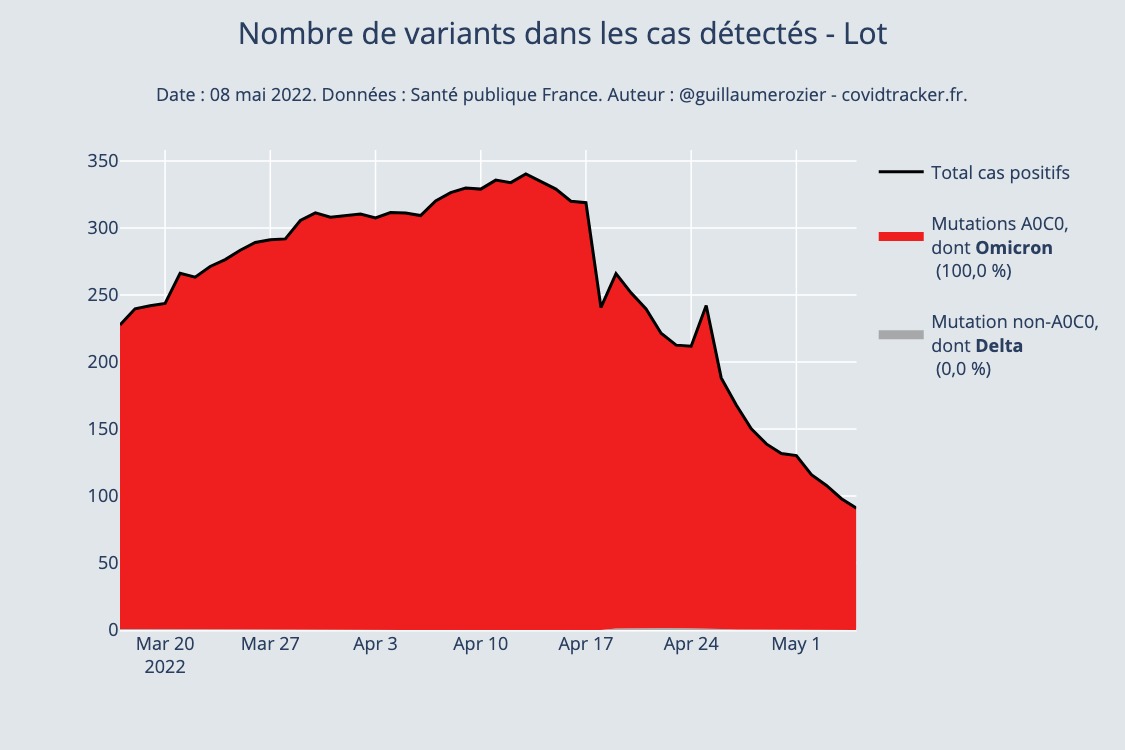 Nombre de variants dans les cas détectés - Lot
Date : 08 mai 2022. Données : Santé publique France. Auteur : @guillaumerozier - covidtracker.fr.
350
300
250
200
150
100
50
0
Mar 20
2022
Mar 27
Apr 3
Apr 10
Apr 17
Apr 24
May 1
Total cas positifs
Mutations A0C0,
dont Omicron
(100,0 %)
Mutation non-A0C0,
dont Delta
(0,0 %)